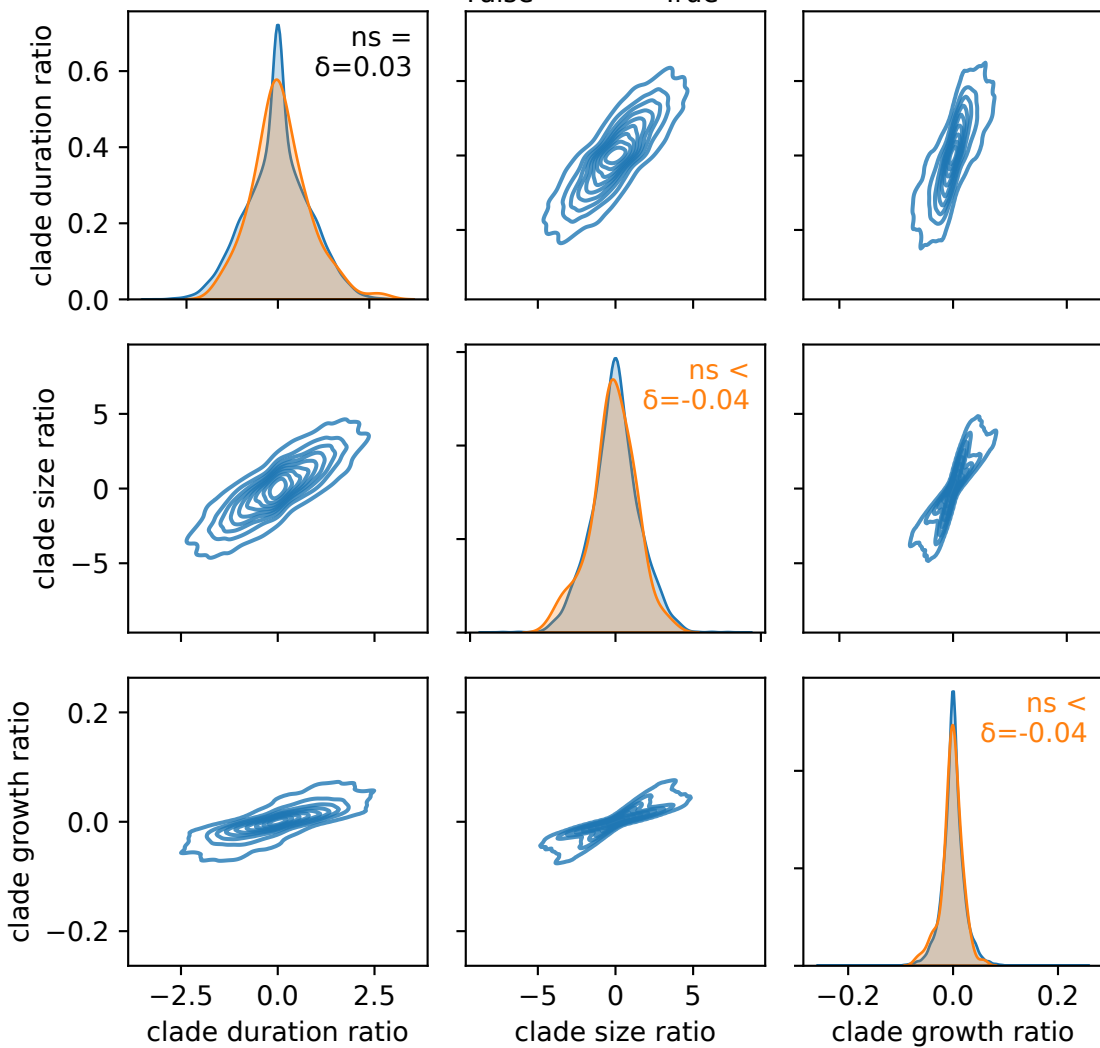 ns =
δ=0.03
clade duration ratio
0.6
0.4
0.2
0.0
ns <
δ=-0.04
clade size ratio
5
0
−5
ns <
δ=-0.04
clade growth ratio
0.2
0.0
−0.2
−2.5 0.0 2.5
−5 0 5
−0.2 0.0 0.2
clade duration ratio
clade size ratio
clade growth ratio